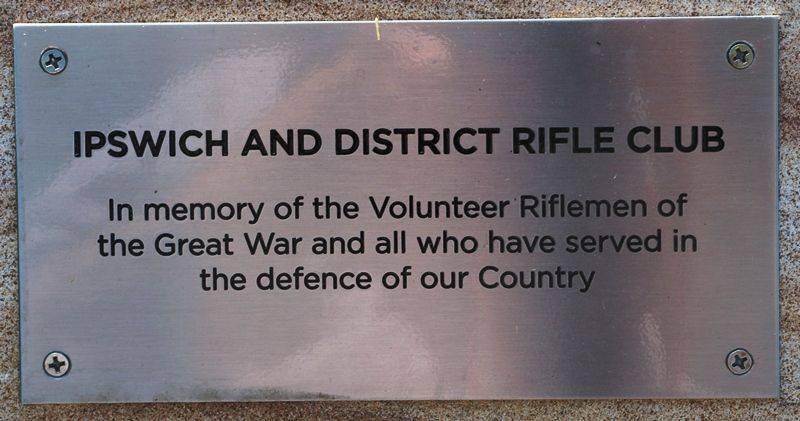 IPSWICH AND DISTRICT RIFLE CLUB
In memory of the Volunteer Riflemen of
the Great War and all who have served in
the defence of our Country